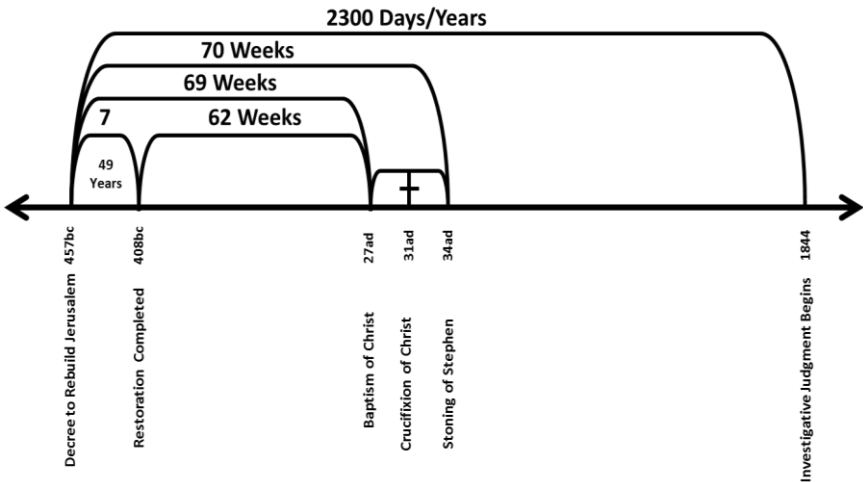 2300 Days/Years
70 Weeks
69 Weeks
7
62 Weeks
49
Years
457bc
408bc
27ad
31ad
34ad
1844
Decree to Rebuild Jerusalem
Restoration Completed
Baptism of Christ
Crucifixion of Christ
Stoning of Stephen
Investigative Judgment Begins